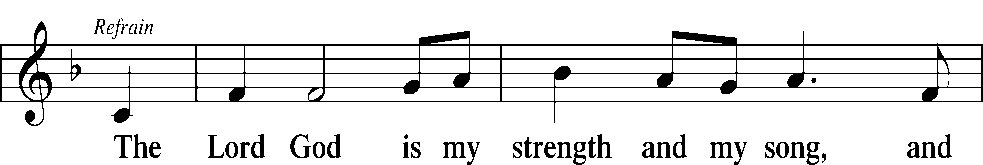 Refrain
The Lord God is my strength and my song, and